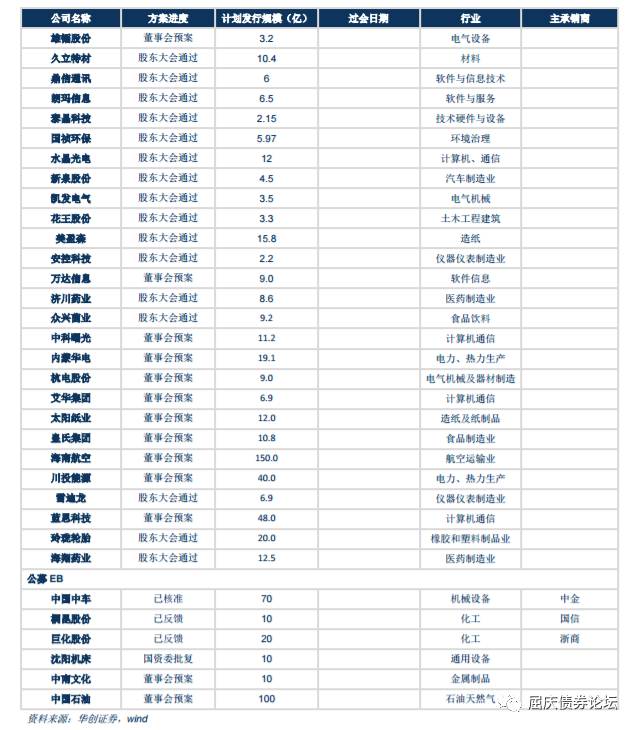 公司名称 方案进度 计划发行规模（亿） 过会日期 行业 主承销商
雄韬股份 董事会预案 3.2 电气设备
久立特材 股东大会通过 10.4 材料
鼎信通讯 股东大会通过 6 软件与信息技术
朗玛信息 股东大会通过 6.5 软件与服务
泰晶科技 股东大会通过 2.15 技术硬件与设备
国祯环保 股东大会通过 5.97 环境治理
水晶光电 股东大会通过 12 计算机、通信
新泉股份 股东大会通过 4.5 汽车制造业
凯发电气 股东大会通过 3.5 电气机械
花王股份 股东大会通过 3.3 土木工程建筑
美盈森 股东大会通过 15.8 造纸
安控科技 股东大会通过 2.2 仪器仪表制造业
万达信息 董事会预案 9.0 软件信息
济川药业 股东大会通过 8.6 医药制造业
众兴菌业 股东大会通过 9.2 食品饮料
中科曙光 董事会预案 11.2 计算机通信
内蒙华电 董事会预案 19.1 电力、热力生产
杭电股份 董事会预案 9.0 电气机械及器材制造
艾华集团 董事会预案 6.9 计算机通信
太阳纸业 董事会预案 12.0 造纸及纸制品
皇氏集团 董事会预案 10.8 食品制造业
海南航空 董事会预案 150.0 航空运输业
川投能源 董事会预案 40.0 电力、热力生产
雪迪龙 股东大会通过 6.9 仪器仪表制造业
蓝思科技 董事会预案 48.0 计算机通信
玲珑轮胎 股东大会通过 20.0 橡胶和塑料制品业
海翔药业 股东大会通过 12.5 医药制造业
公募 EB
中国中车 已核准 70 机械设备 中金
桐昆股份 已反馈 10 化工 国信
巨化股份 已反馈 20 化工 浙商
沈阳机床 国资委批复 10 通用设备
中南文化 董事会预案 10 金属制品
中国石油 董事会预案 100 石油天然气
资料来源：华创证券，wind
屈庆债券论坛